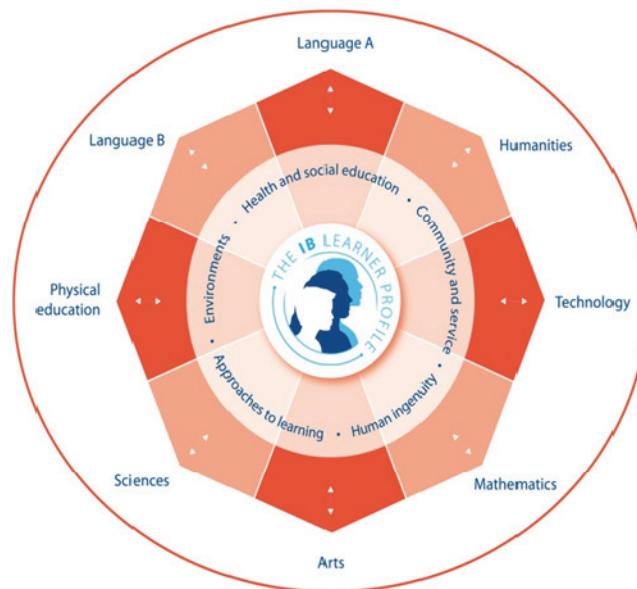 Language A
Language B
Humanities
Health and social education
•
Community and service
•
Environments
•
THE IB LEARNER PROFILE
Physical
education
Technology
•
Approaches to learning
•
Human ingenuity
Sciences
Mathematics
Arts